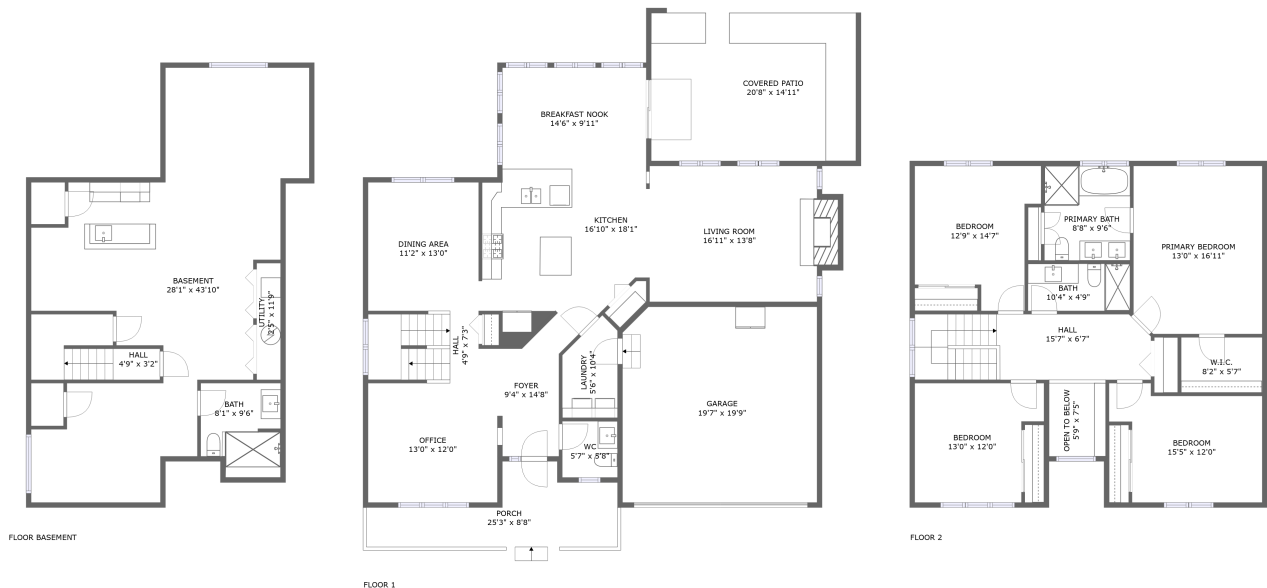 BASEMENT
28'1" x 43'10"
UTILITY
2'5" x 11'9"
HALL
4'9" x 3'2"
BATH
8'1" x 9'6"
FLOOR BASEMENT
COVERED PATIO
20'8" x 14'11"
BREAKFAST NOOK
14'6" x 9'11"
KITCHEN
16'10" x 18'1"
LIVING ROOM
16'11" x 13'8"
DINING AREA
11'2" x 13'0"
HALL
4'9" x 7'3"
LAUNDRY
5'6" x 10'4"
FOYER
9'4" x 14'8"
GARAGE
19'7" x 19'9"
OFFICE
13'0" x 12'0"
WC
5'7" x 5'8"
PORCH
25'3" x 8'8"
FLOOR 1
BEDROOM
12'9" x 14'7"
PRIMARY BATH
8'8" x 9'6"
PRIMARY BEDROOM
13'0" x 16'11"
BATH
10'4" x 4'9"
HALL
15'7" x 6'7"
W.I.C.
8'2" x 5'7"
OPEN TO BELOW
5'9" x 7'5"
BEDROOM
13'0" x 12'0"
BEDROOM
15'5" x 12'0"
FLOOR 2